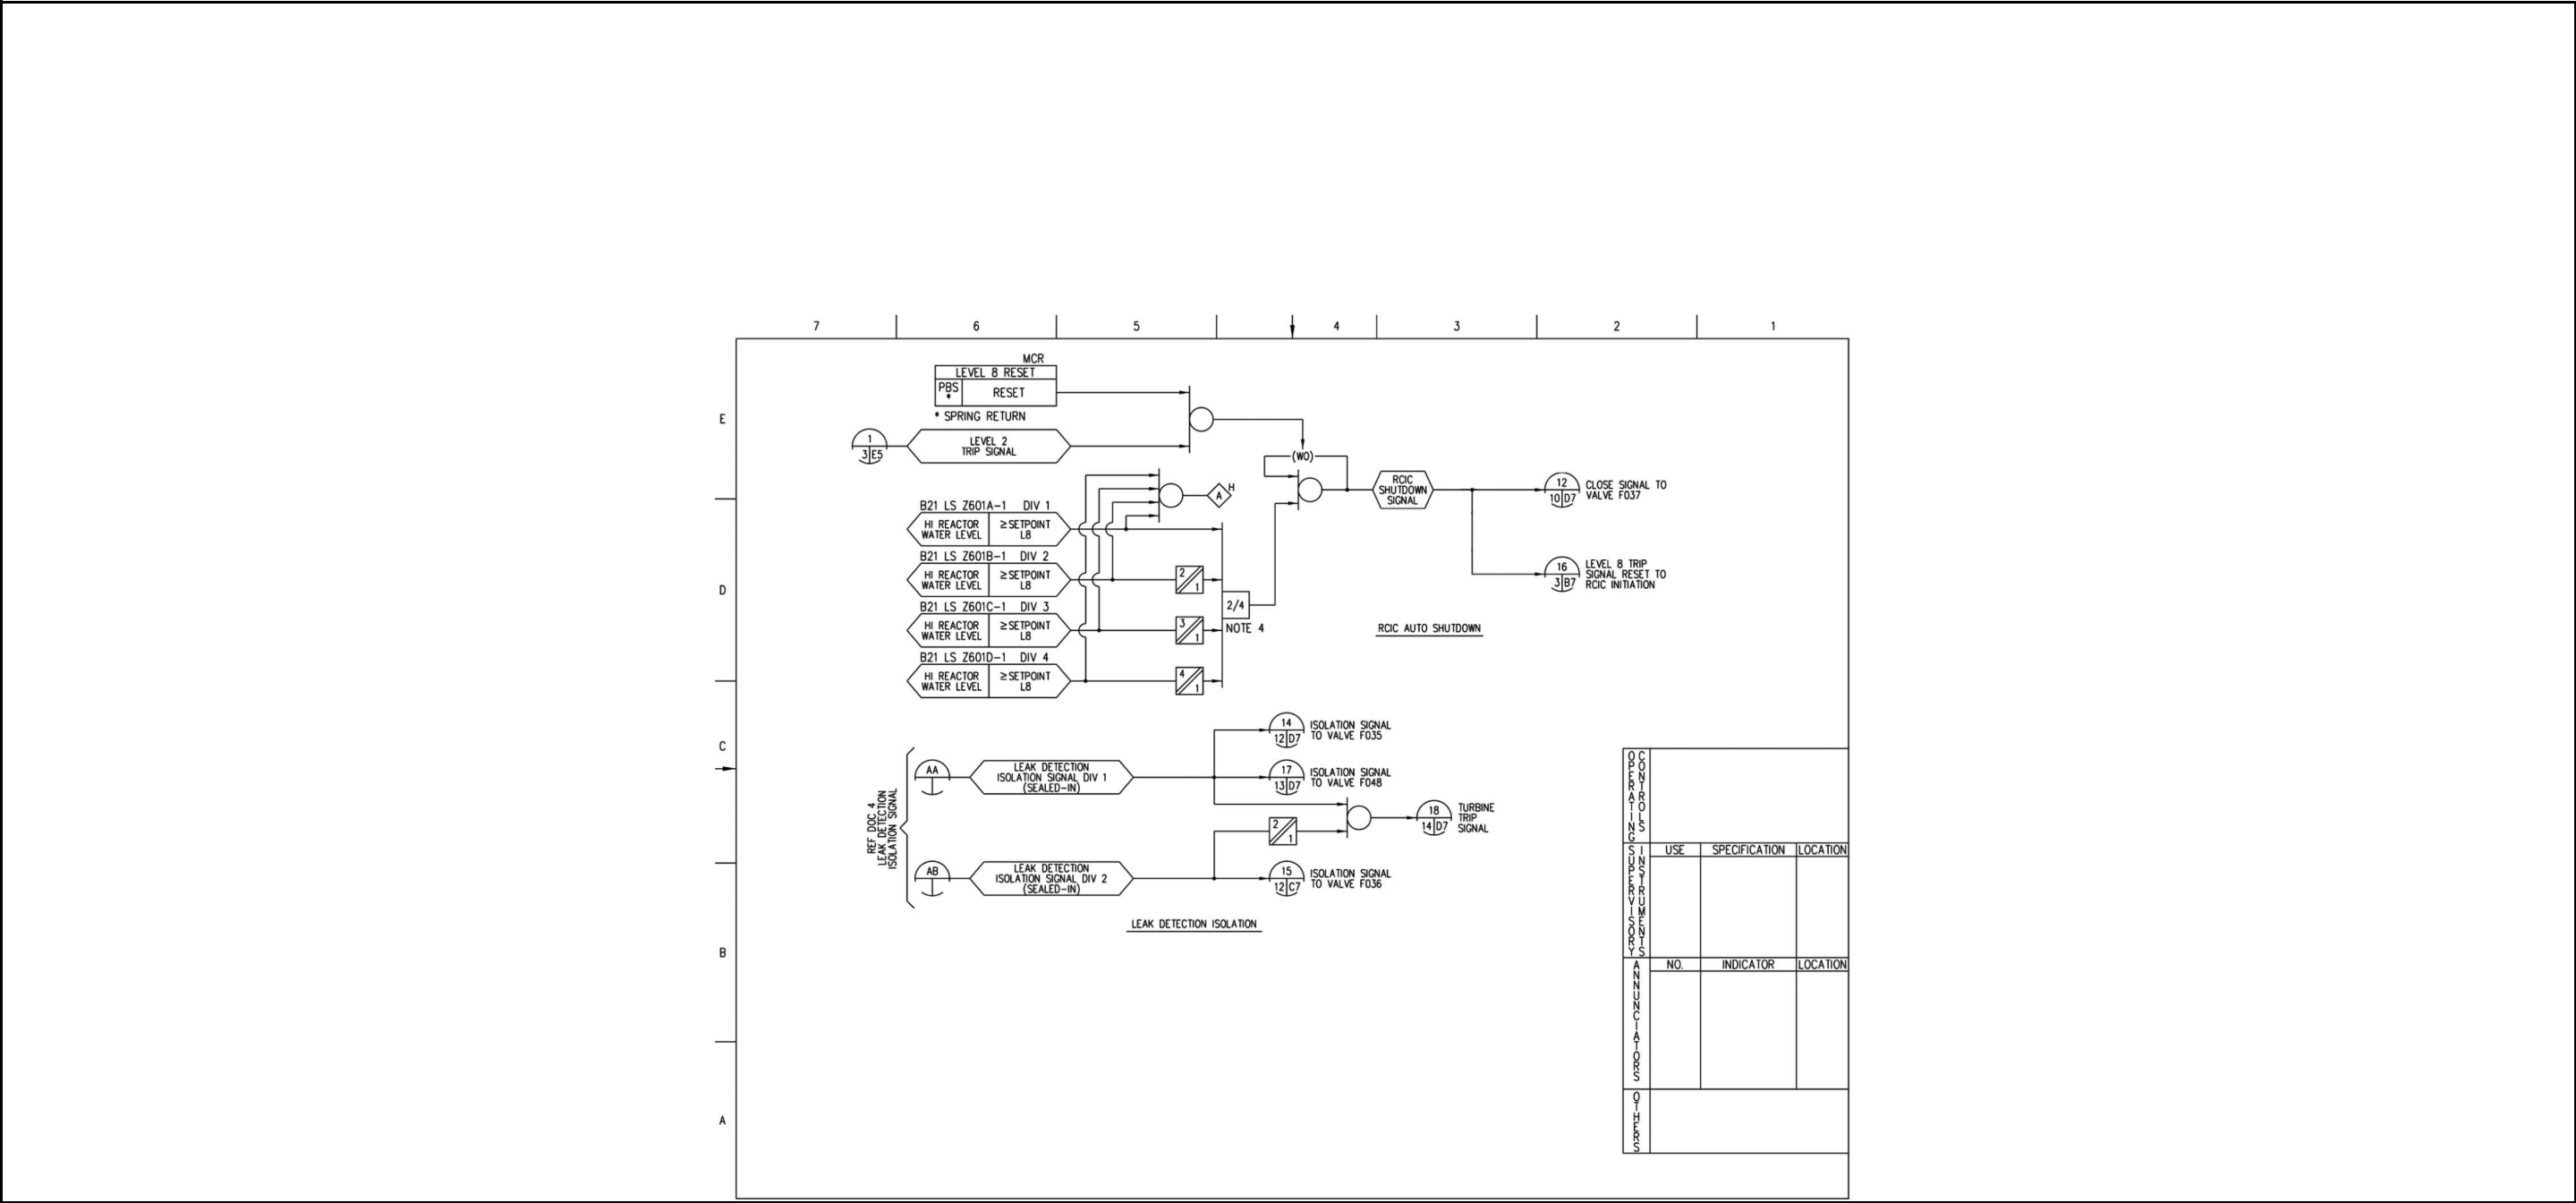 7 6 5 4 3 2 1
E
D
C
B
A
MCR
LEVEL 8 RESET
PBS
*
RESET
* SPRING RETURN
1
3 E5
LEVEL 2
TRIP SIGNAL
(WO)
A
H
RCIC
SHUTDOWN
SIGNAL
12
10 D7
CLOSE SIGNAL TO
VALVE F037
16
3 B7
LEVEL 8 TRIP
SIGNAL RESET TO
RCIC INITIATION
B21 LS Z601A-1 DIV 1
HI REACTOR
WATER LEVEL
≥SETPOINT
L8
B21 LS Z601B-1 DIV 2
HI REACTOR
WATER LEVEL
≥SETPOINT
L8
2
1
B21 LS Z601C-1 DIV 3
HI REACTOR
WATER LEVEL
≥SETPOINT
L8
3
1
B21 LS Z601D-1 DIV 4
HI REACTOR
WATER LEVEL
≥SETPOINT
L8
4
1
2/4
NOTE 4
RCIC AUTO SHUTDOWN
REF DOC 4
LEAK DETECTION
ISOLATION SIGNAL
AA
LEAK DETECTION
ISOLATION SIGNAL DIV 1
(SEALED-IN)
14
12 D7
ISOLATION SIGNAL
TO VALVE F035
17
13 D7
ISOLATION SIGNAL
TO VALVE F048
18
14 D7
TURBINE
TRIP
SIGNAL
2
1
AB
LEAK DETECTION
ISOLATION SIGNAL DIV 2
(SEALED-IN)
15
12 C7
ISOLATION SIGNAL
TO VALVE F036
LEAK DETECTION ISOLATION
OPERATING
CONTROLS
SUPERVISORY
INSTRUMENTS
USE SPECIFICATION LOCATION
ANNUNCIATORS
NO. INDICATOR LOCATION
OTHERS